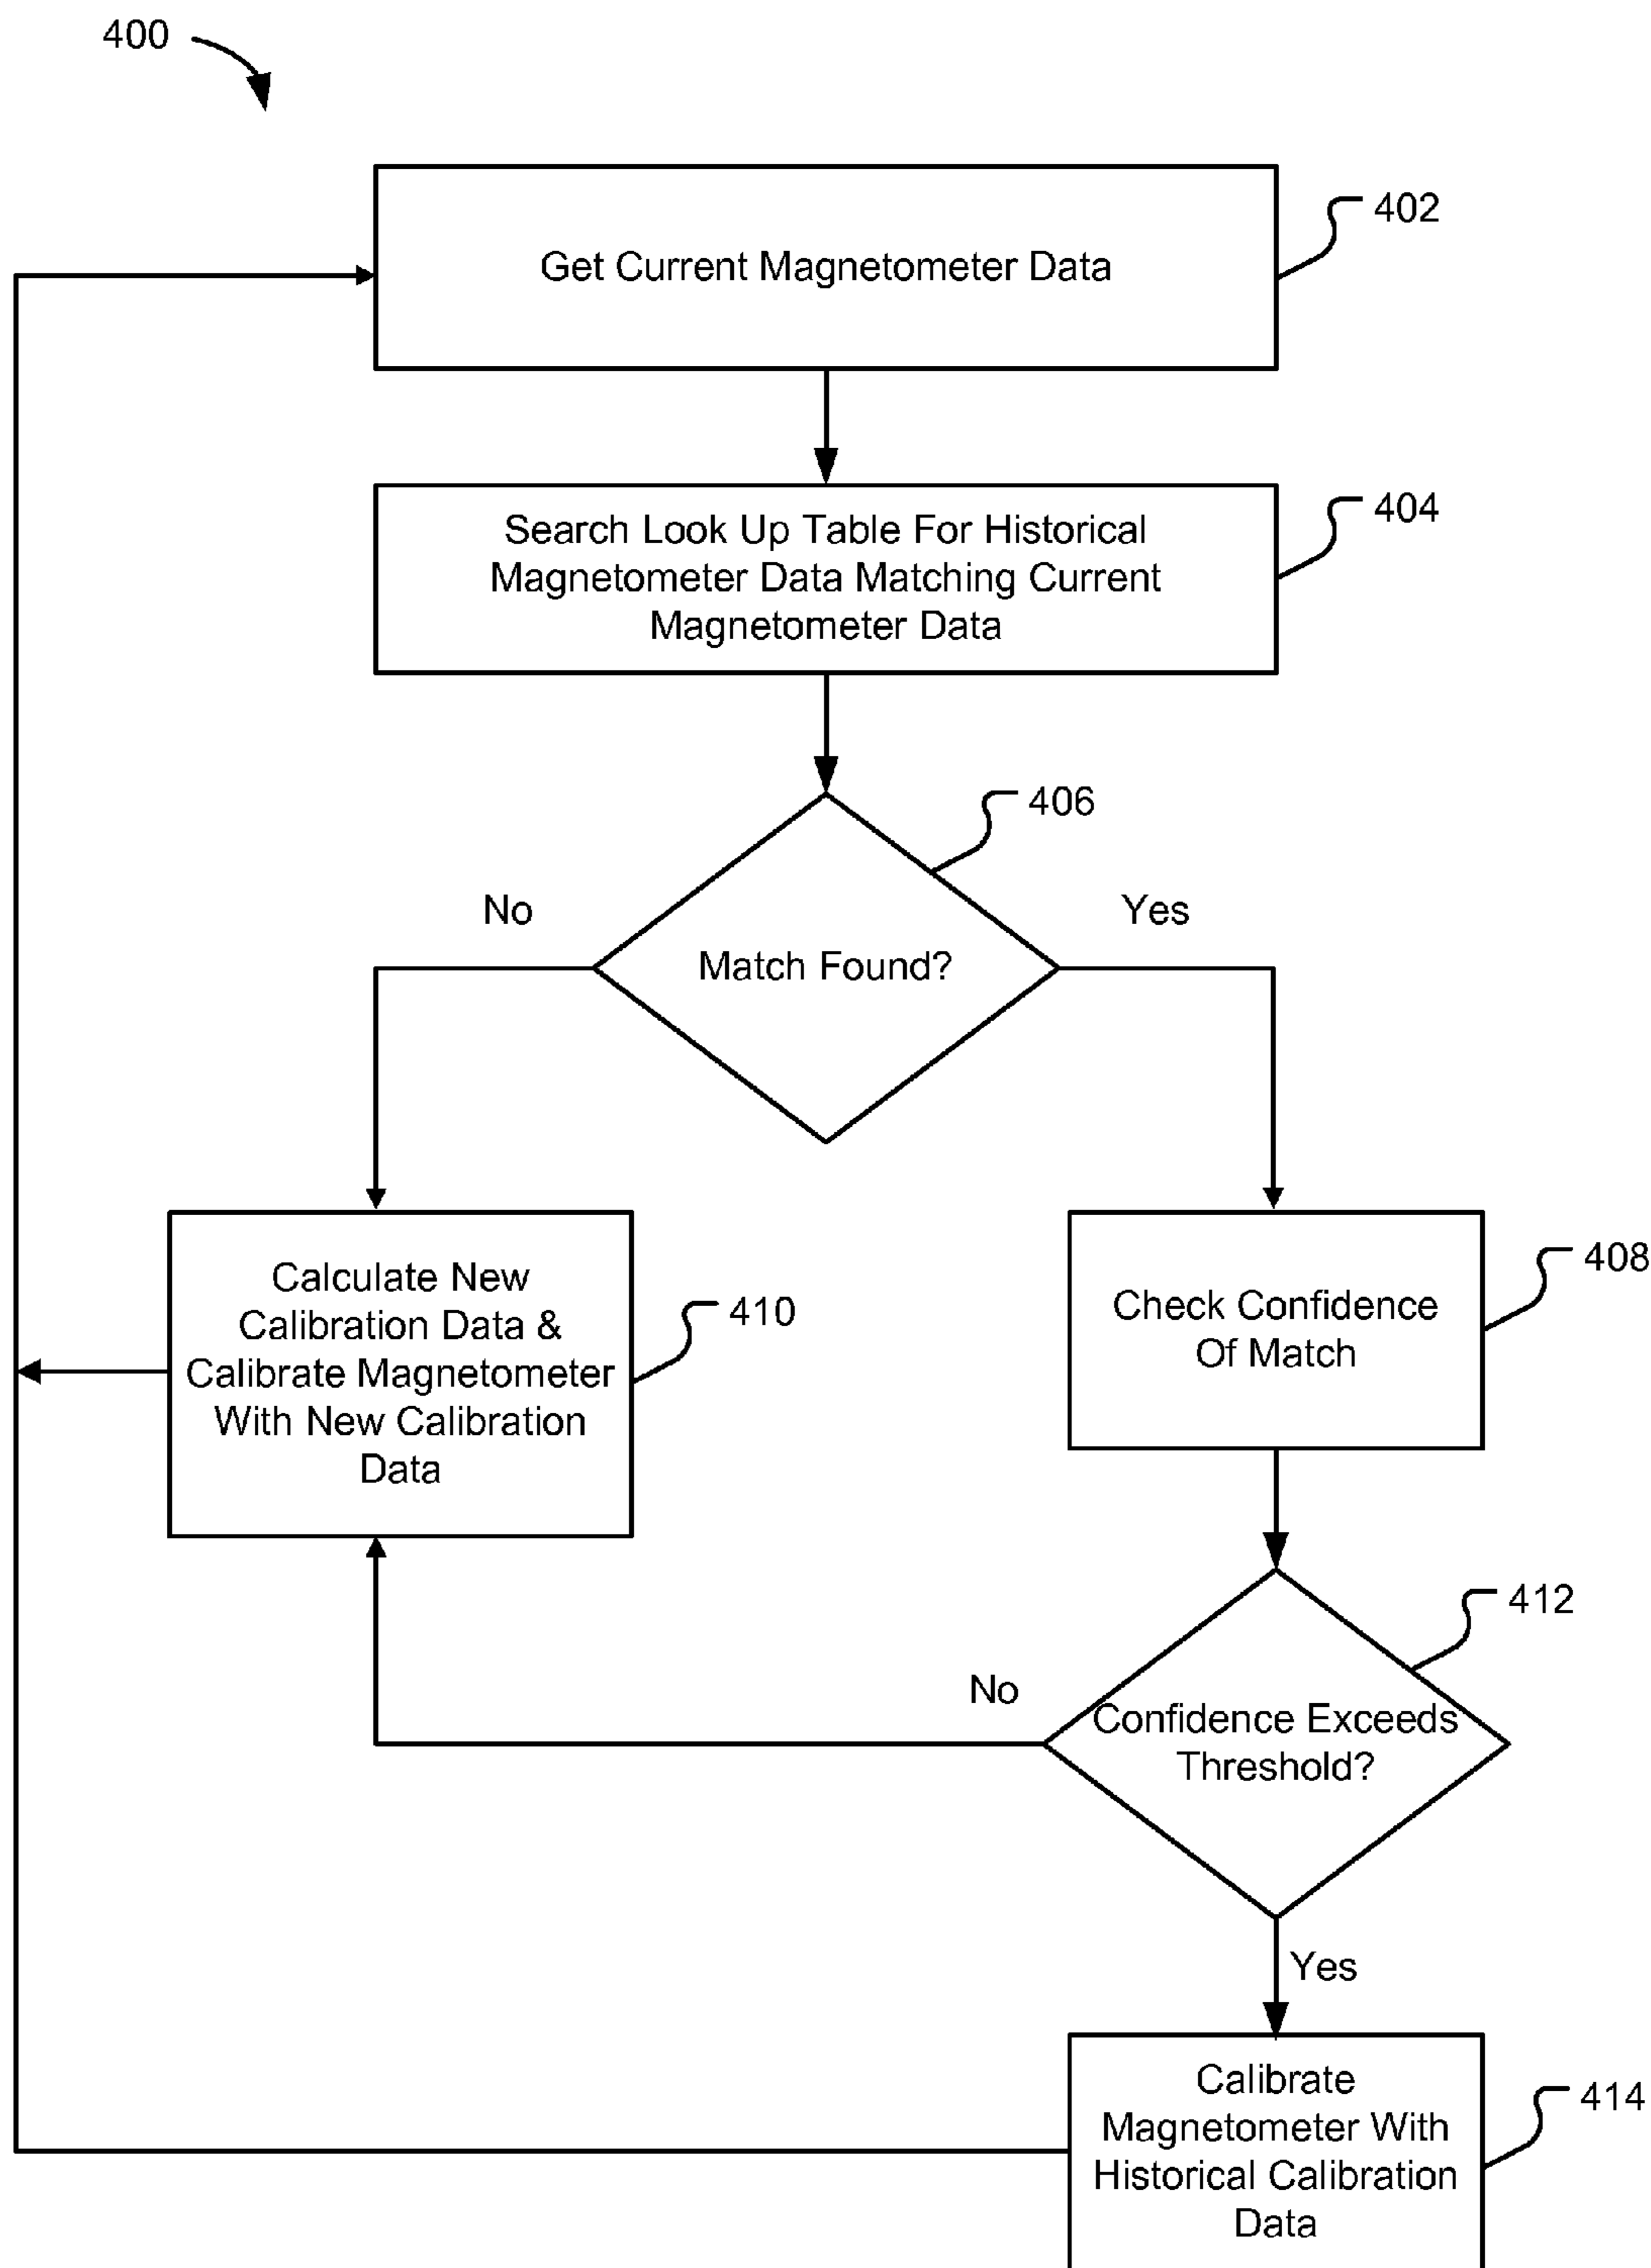 400
Get Current Magnetometer Data
402
Search Look Up Table For Historical
Magnetometer Data Matching Current
Magnetometer Data
404
406
No
Yes
Match Found?
Calculate New
Calibration Data &
Calibrate Magnetometer
With New Calibration
Data
410
Check Confidence
Of Match
408
412
No
Confidence Exceeds
Threshold?
Yes
Calibrate
Magnetometer With
Historical Calibration
Data
414